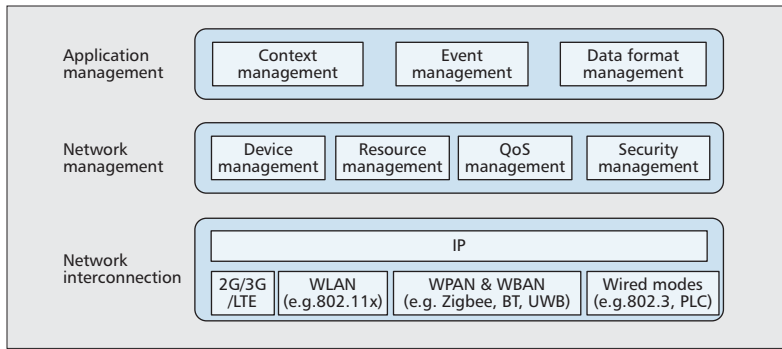 Application
management
Context
management
Event
management
Data format
management
Network
management
Device
management
Resource
management
QoS
management
Security
management
Network
interconnection
IP
2G/3G
/LTE
WLAN
(e.g.802.11x)
WPAN & WBAN
(e.g. Zigbee, BT, UWB)
Wired modes
(e.g.802.3, PLC)